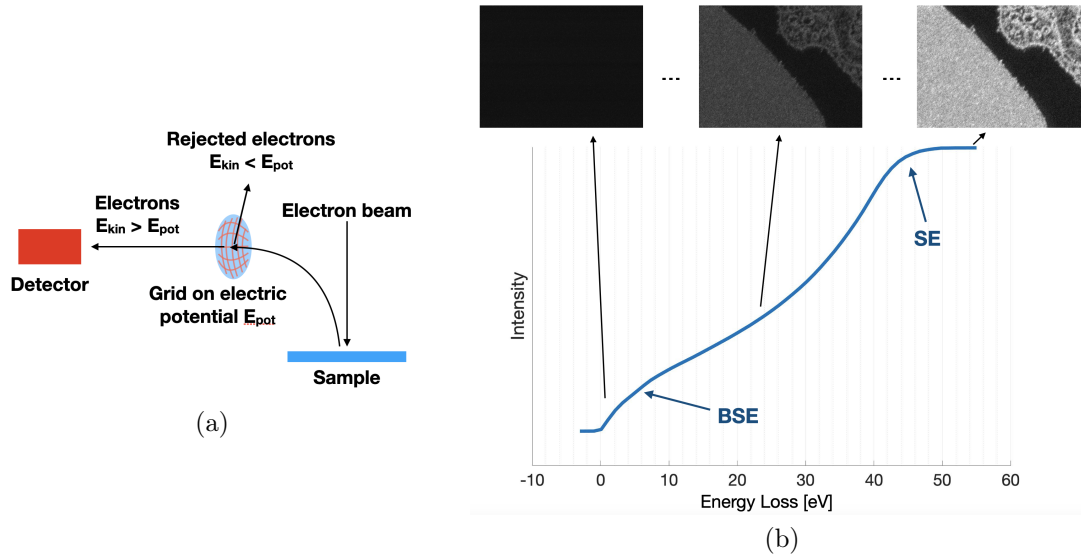 Rejected electrons
Ekin < Epot
Electrons
Ekin > Epot
Electron beam
Detector
Grid on electric
potential Epot
Sample
(a)
...
...
SE
BSE
Intensity
-10 0 10 20 30 40 50 60
Energy Loss [eV]
(b)